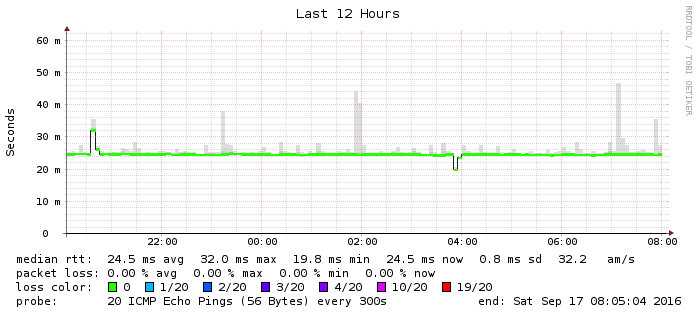 Last 12 Hours
RRDTOOL / TOBI OETIKER
Seconds
60 m
50 m
40 m
30 m
20 m
10 m
0
22:00 00:00 02:00 04:00 06:00 08:00
median rtt: 24.5 ms avg 32.0 ms max 19.8 ms min 24.5 ms now 0.8 ms sd 32.2 am/s
packet loss: 0.00 % avg 0.00 % max 0.00 % min 0.00 % now
loss color: 0 1/20 2/20 3/20 4/20 10/20 19/20
probe: 20 ICMP Echo Pings (56 Bytes) every 300s end: Sat Sep 17 08:05:04 2016